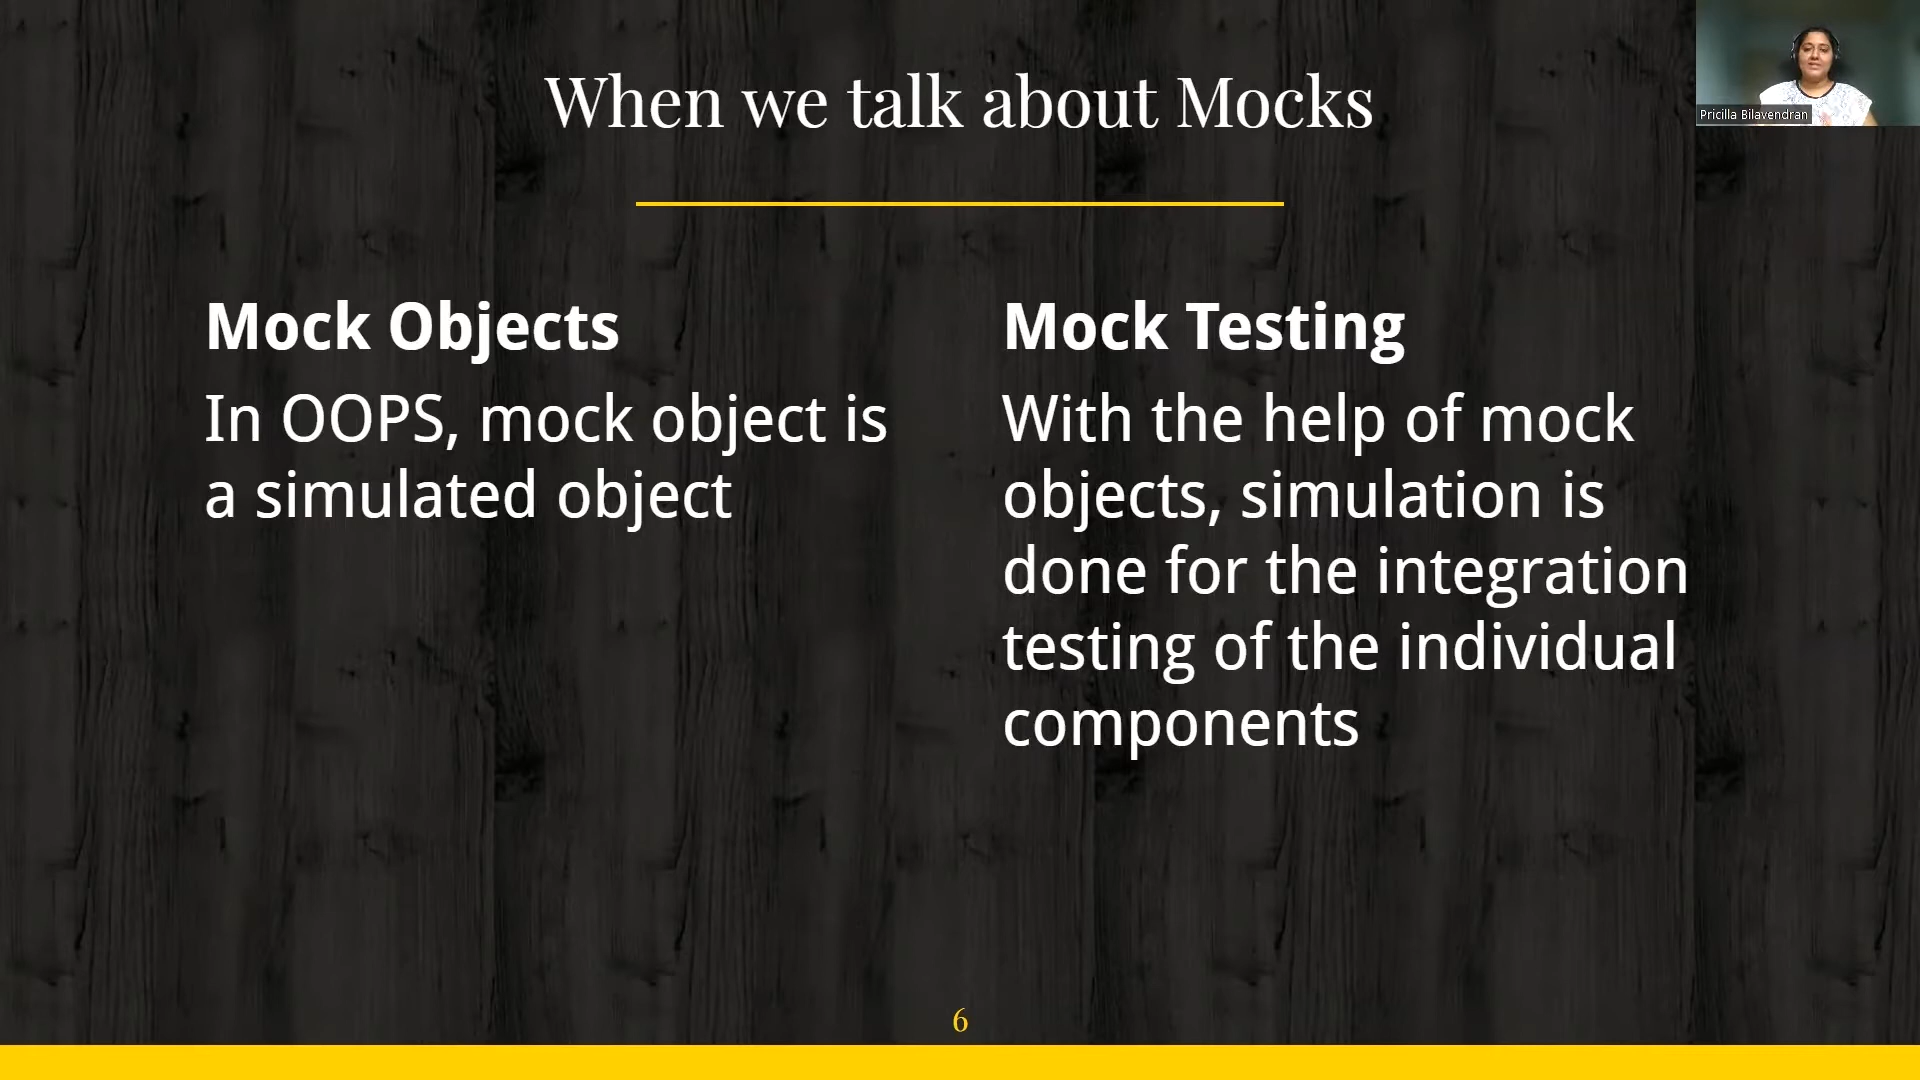 When we talk about Mocks
Pricilla Bilavendran
Mock Objects
In OOPS, mock object is
a simulated object
Mock Testing
With the help of mock
objects, simulation is
done for the integration
testing of the individual
components
6